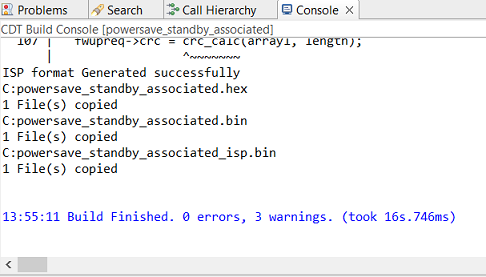 Problems Search Call Hierarchy Console
CDT Build Console [powersave_standby_associated]
107 | fwupreq->crc = crc_calc(array1, length);
| ^~~~~~~~
ISP format Generated successfully
C:powersave_standby_associated.hex
1 File(s) copied
C:powersave_standby_associated.bin
1 File(s) copied
C:powersave_standby_associated_isp.bin
1 File(s) copied
13:55:11 Build Finished. 0 errors, 3 warnings. (took 16s.746ms)